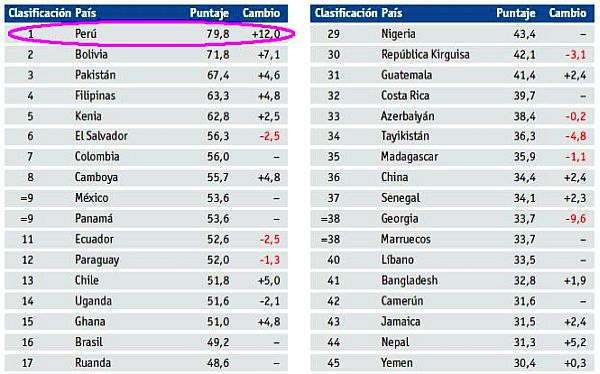 Clasificación País Puntaje Cambio
1 Perú 79,8 +12,0
2 Bolivia 71,8 +7,1
3 Pakistán 67,4 +4,6
4 Filipinas 63,3 +4,8
5 Kenia 62,8 +2,5
6 El Salvador 56,3 -2,5
7 Colombia 56,0 –
8 Camboya 55,7 +4,8
=9 México 53,6 –
=9 Panamá 53,6 –
11 Ecuador 52,6 -2,5
12 Paraguay 52,0 -1,3
13 Chile 51,8 +5,0
14 Uganda 51,6 -2,1
15 Ghana 51,0 +4,8
16 Brasil 49,2 –
17 Ruanda 48,6 –
Clasificación País Puntaje Cambio
29 Nigeria 43,4 –
30 República Kirguisa 42,1 -3,1
31 Guatemala 41,4 +2,4
32 Costa Rica 39,7 –
33 Azerbaiyán 38,4 -0,2
34 Tayikistán 36,3 -4,8
35 Madagascar 35,9 -1,1
36 China 34,4 +2,4
37 Senegal 34,1 +2,3
=38 Georgia 33,7 -9,6
=38 Marruecos 33,7 –
40 Líbano 33,5 –
41 Bangladesh 32,8 +1,9
42 Camerún 31,6 –
43 Jamaica 31,5 +2,4
44 Nepal 31,3 +5,2
45 Yemen 30,4 +0,3